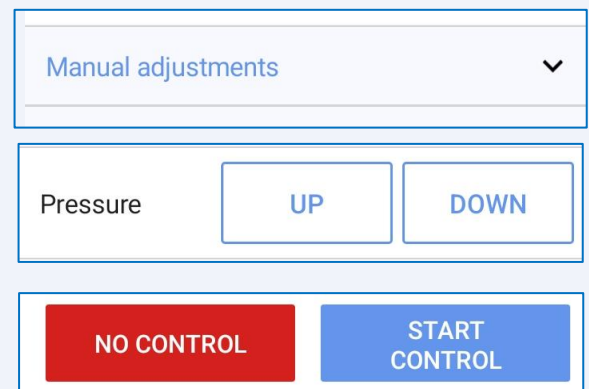 Manual adjustments
Pressure UP DOWN
NO CONTROL START
CONTROL